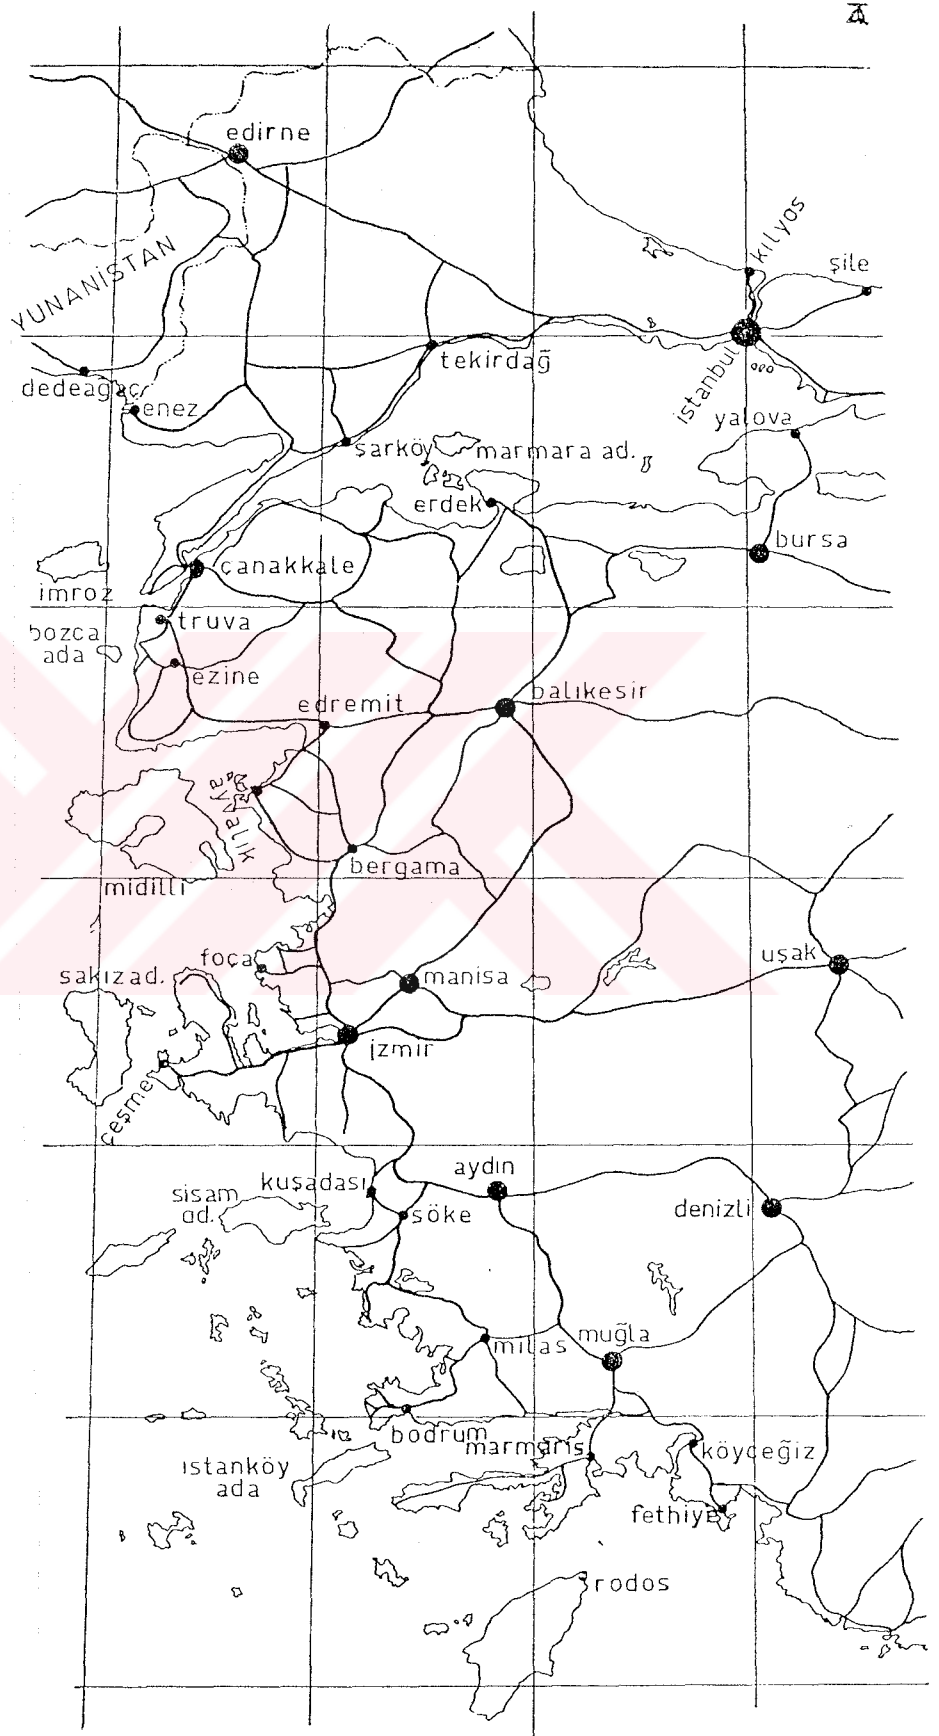 edirne
kılyos
şile
YUNANİSTAN
istanbul
tekirdağ
dedeağaç
enez
yalova
şarköy
marmara ad.
erdek
bursa
çanakkale
imroz
truva
bozca
ada
ezine
balıkesir
edremit
ayvalık
bergama
midilli
foça
uşak
sakız ad.
manisa
izmir
çeşme
aydın
kuşadası
sisam
ad.
söke
denizli
milas
muğla
bodrum
marmaris
köyceğiz
ıstanköy
ada
fethiye
rodos